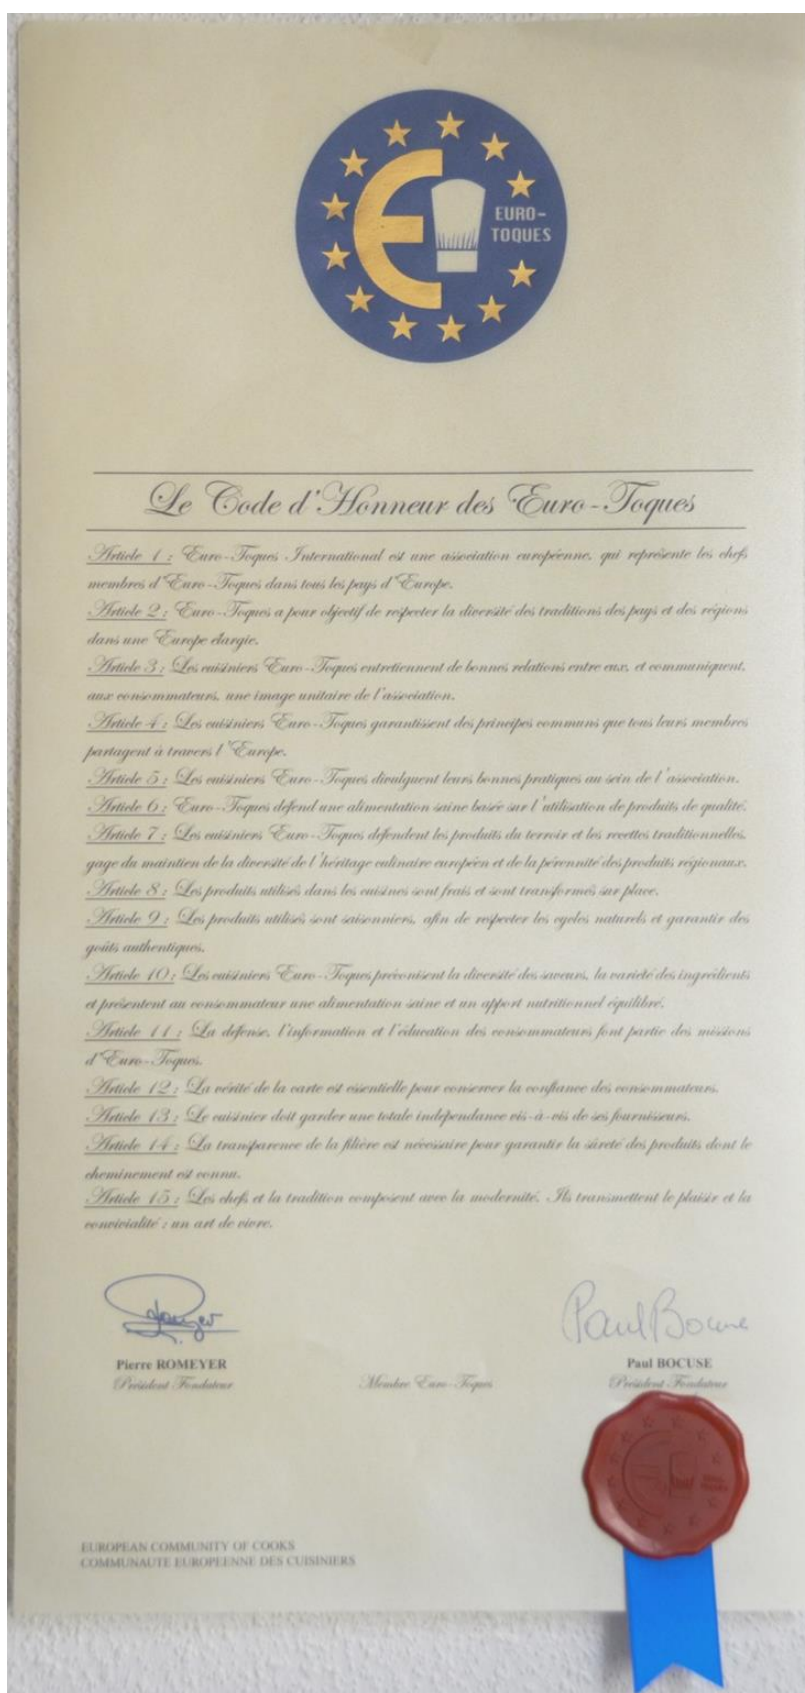 EURO-
TOQUES
Le Code d'Honneur des Euro-Toques
Article 1 : Euro-Toques International est une association européenne, qui représente les chefs
membres d'Euro-Toques dans tous les pays d'Europe.
Article 2 : Euro-Toques a pour objectif de respecter la diversité des traditions des pays et des régions
dans une Europe élargie.
Article 3 : Les cuisiniers Euro-Toques entretiennent de bonnes relations entre eux, et communiquent,
aux consommateurs, une image unitaire de l'association.
Article 4 : Les cuisiniers Euro-Toques garantissent des principes communs que tous leurs membres
partagent à travers l'Europe.
Article 5 : Les cuisiniers Euro-Toques divulguent leurs bonnes pratiques au sein de l'association.
Article 6 : Euro-Toques défend une alimentation saine basée sur l'utilisation de produits de qualité.
Article 7 : Les cuisiniers Euro-Toques défendent les produits du terroir et les recettes traditionnelles,
gage du maintien de la diversité de l'héritage culinaire européen et de la pérennité des produits régionaux.
Article 8 : Les produits utilisés dans les cuisines sont frais et sont transformés sur place.
Article 9 : Les produits utilisés sont saisonniers, afin de respecter les cycles naturels et garantir des
goûts authentiques.
Article 10 : Les cuisiniers Euro-Toques préconisent la diversité des saveurs, la variété des ingrédients
et présentent au consommateur une alimentation saine et un apport nutritionnel équilibré.
Article 11 : La défense, l'information et l'éducation des consommateurs font partie des missions
d'Euro-Toques.
Article 12 : La vérité de la carte est essentielle pour conserver la confiance des consommateurs.
Article 13 : Le cuisinier doit garder une totale indépendance vis-à-vis de ses fournisseurs.
Article 14 : La transparence de la filière est nécessaire pour garantir la sûreté des produits dont le
cheminement est connu.
Article 15 : Les chefs et la tradition composent avec la modernité. Ils transmettent le plaisir et la
convivialité : un art de vivre.
Romeyer
Paul Bocuse
Pierre ROMEYER
Président Fondateur
Membre Euro-Toques
Paul BOCUSE
Président Fondateur
EURO-
TOQUES
EUROPEAN COMMUNITY OF COOKS
COMMUNAUTE EUROPEENNE DES CUISINIERS